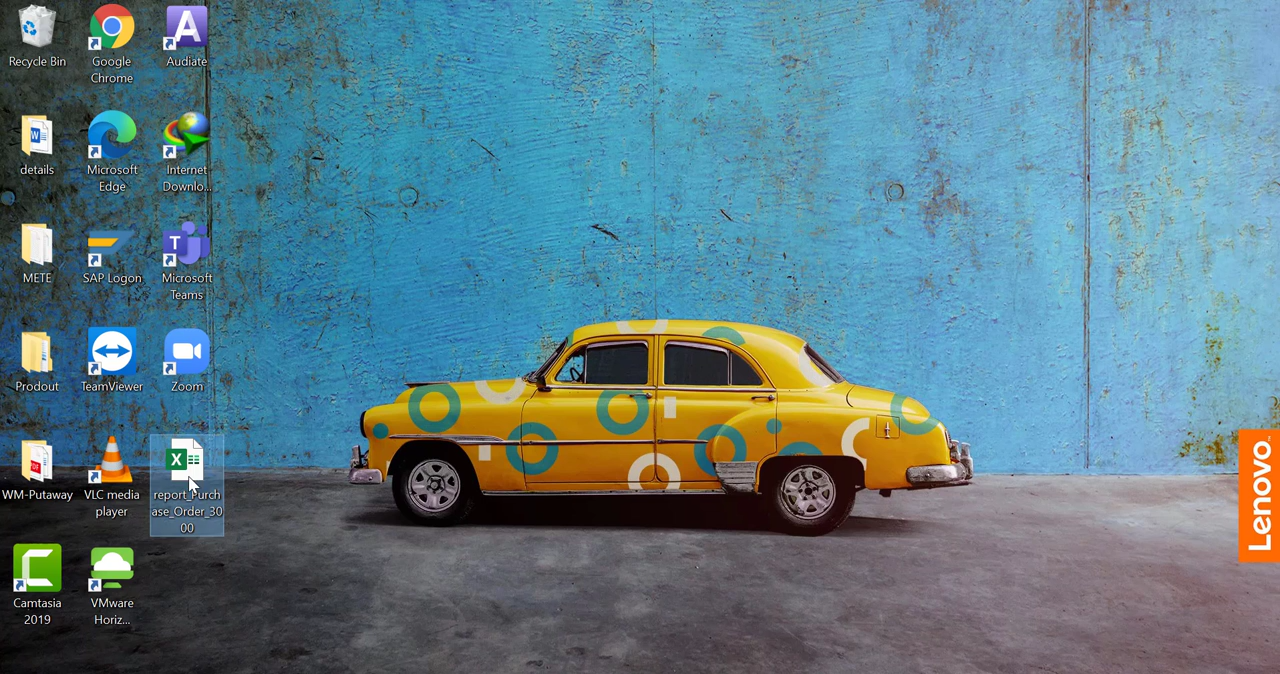 Recycle Bin
Google
Chrome
Audiate
details
Microsoft
Edge
Internet
Downlo...
METE
SAP Logon
Microsoft
Teams
Prodout
TeamViewer
Zoom
WM-Putaway
VLC media
player
report_Purch
ase_Order_30
00
Camtasia
2019
VMware
Horiz...
Lenovo